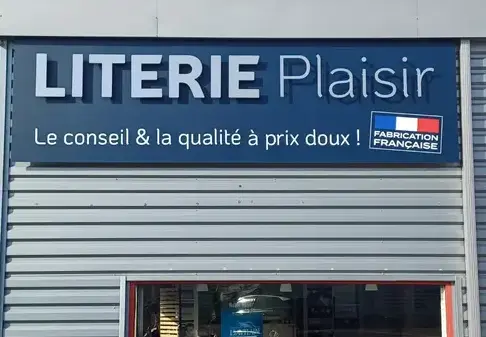 LITERIE Plaisir
Le conseil & la qualité à prix doux !
FABRICATION
FRANÇAISE